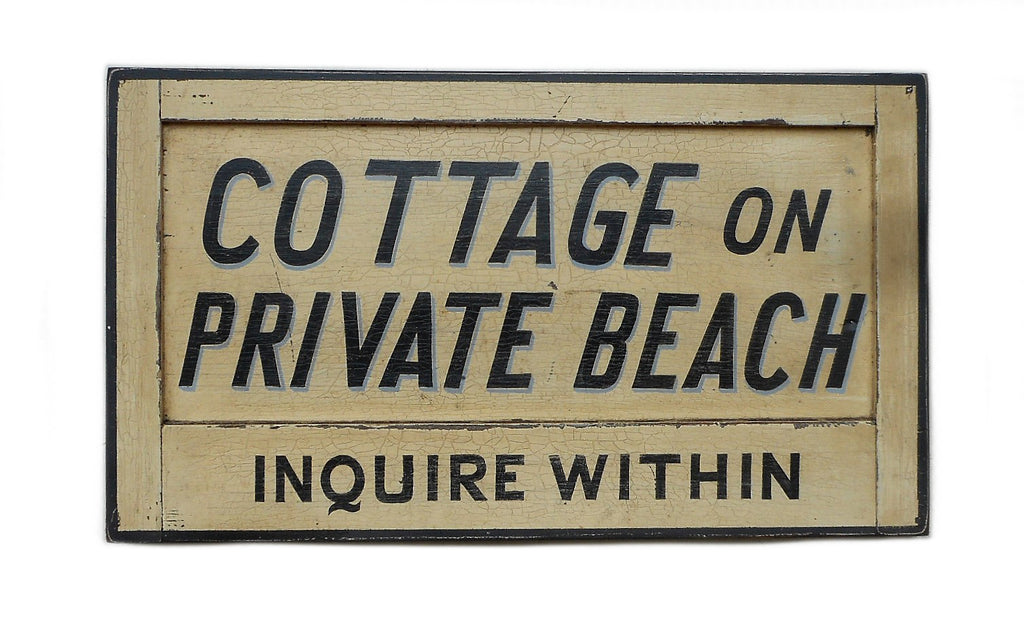 COTTAGE ON
PRIVATE BEACH
INQUIRE WITHIN